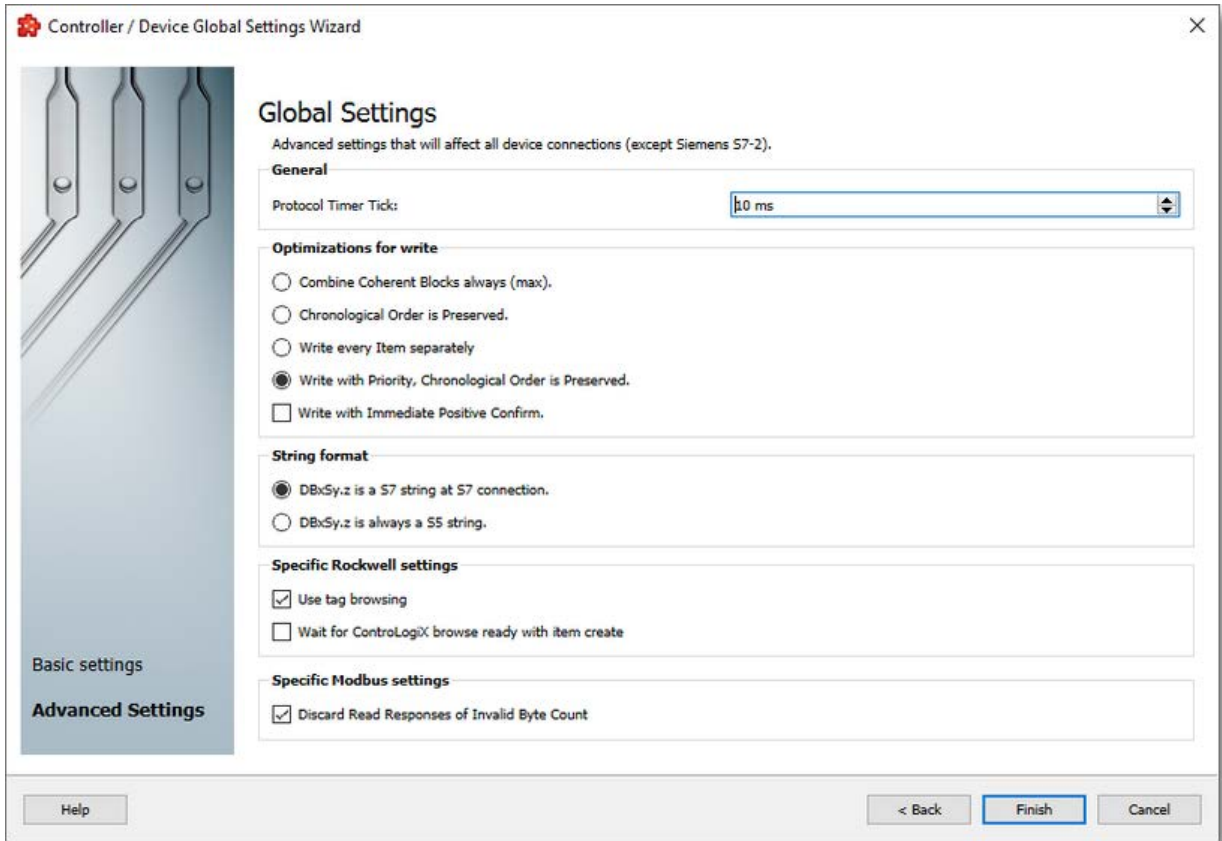 Controller / Device Global Settings Wizard
Global Settings
Advanced settings that will affect all device connections (except Siemens S7-2).
General
Protocol Timer Tick:
10 ms
Optimizations for write
Combine Coherent Blocks always (max).
Chronological Order is Preserved.
Write every Item separately
Write with Priority, Chronological Order is Preserved.
Write with Immediate Positive Confirm.
String format
DBxSy.z is a S7 string at S7 connection.
DBxSy.z is always a S5 string.
Specific Rockwell settings
Use tag browsing
Wait for ControLogiX browse ready with item create
Specific Modbus settings
Discard Read Responses of Invalid Byte Count
Basic settings
Advanced Settings
Help
< Back
Finish
Cancel